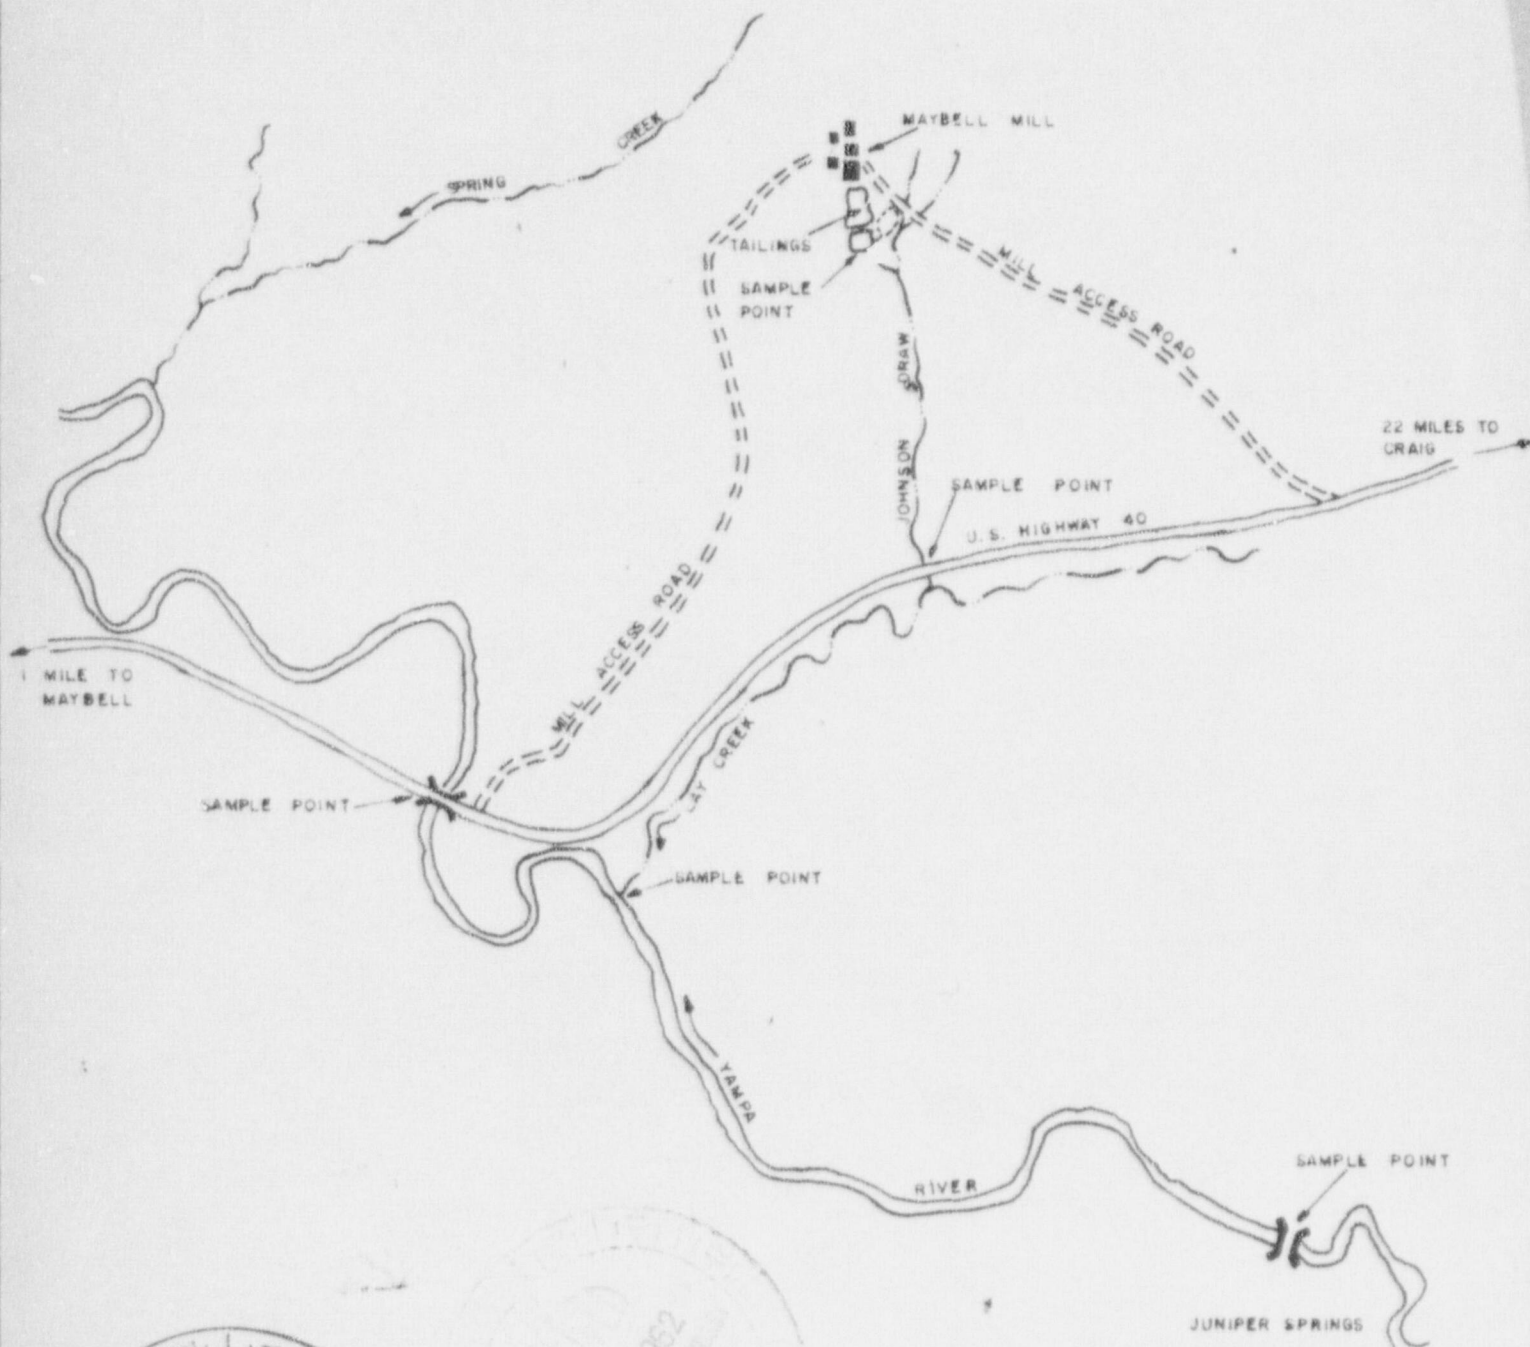 CREEK
SPRING
MAYBELL MILL
TAILINGS
SAMPLE
POINT
MILL ACCESS ROAD
JOHNSON DRAW
22 MILES TO
CRAIG
SAMPLE POINT
U.S. HIGHWAY 40
MILL ACCESS ROAD
1 MILE TO
MAYBELL
LAY CREEK
SAMPLE POINT
SAMPLE POINT
YAMPA
RIVER
SAMPLE POINT
JUNIPER SPRINGS